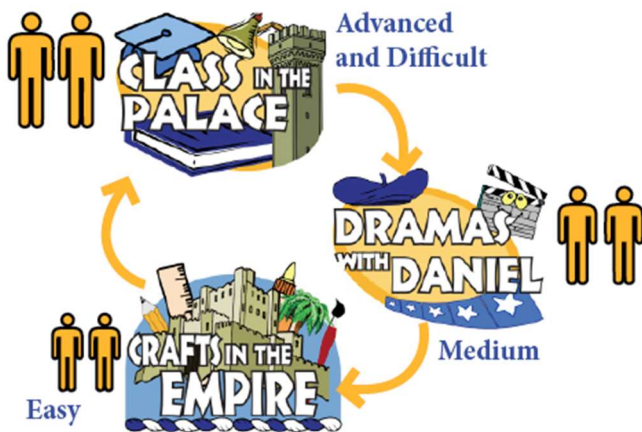 Advanced
and Difficult
CLASS IN THE
PALACE
DRAMAS
WITH DANIEL
Medium
CRAFTS IN THE
EMPIRE
Easy